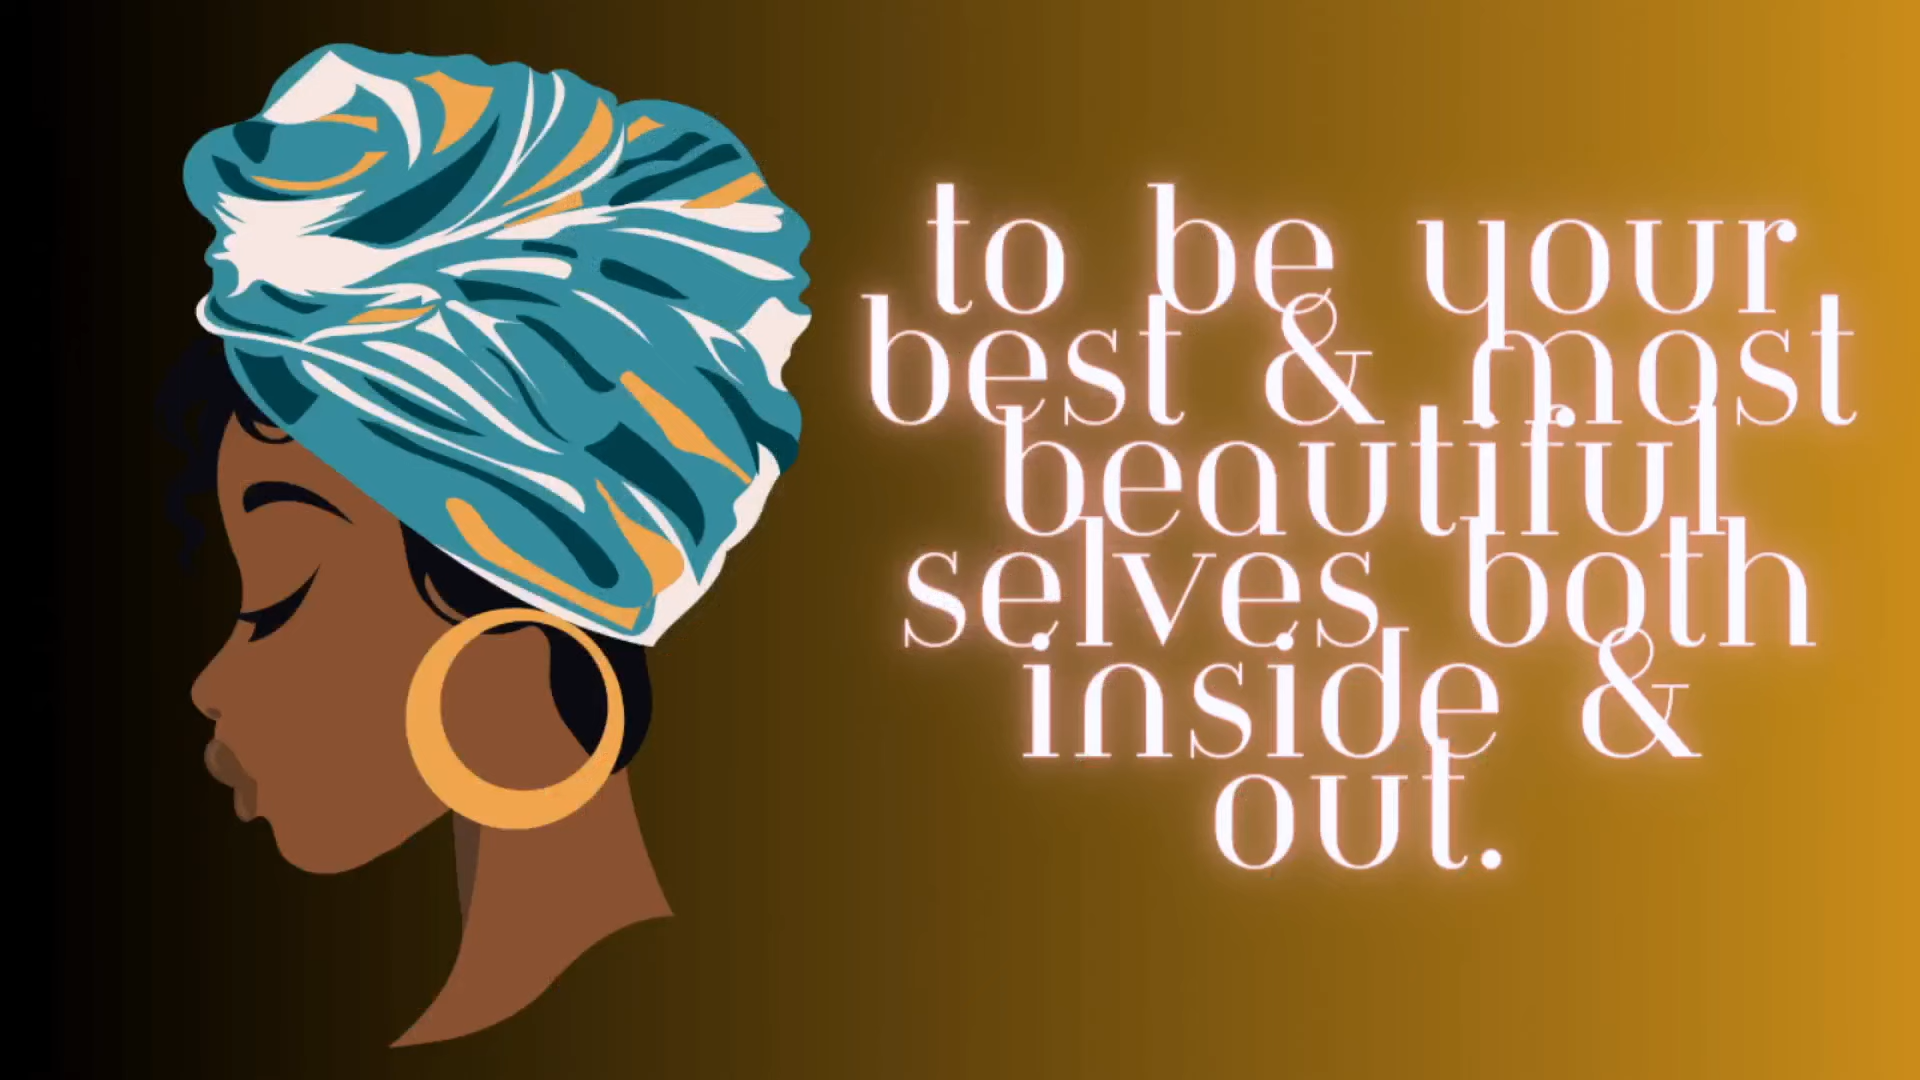 to be your
best & most
beautiful
selves both
inside &
out.